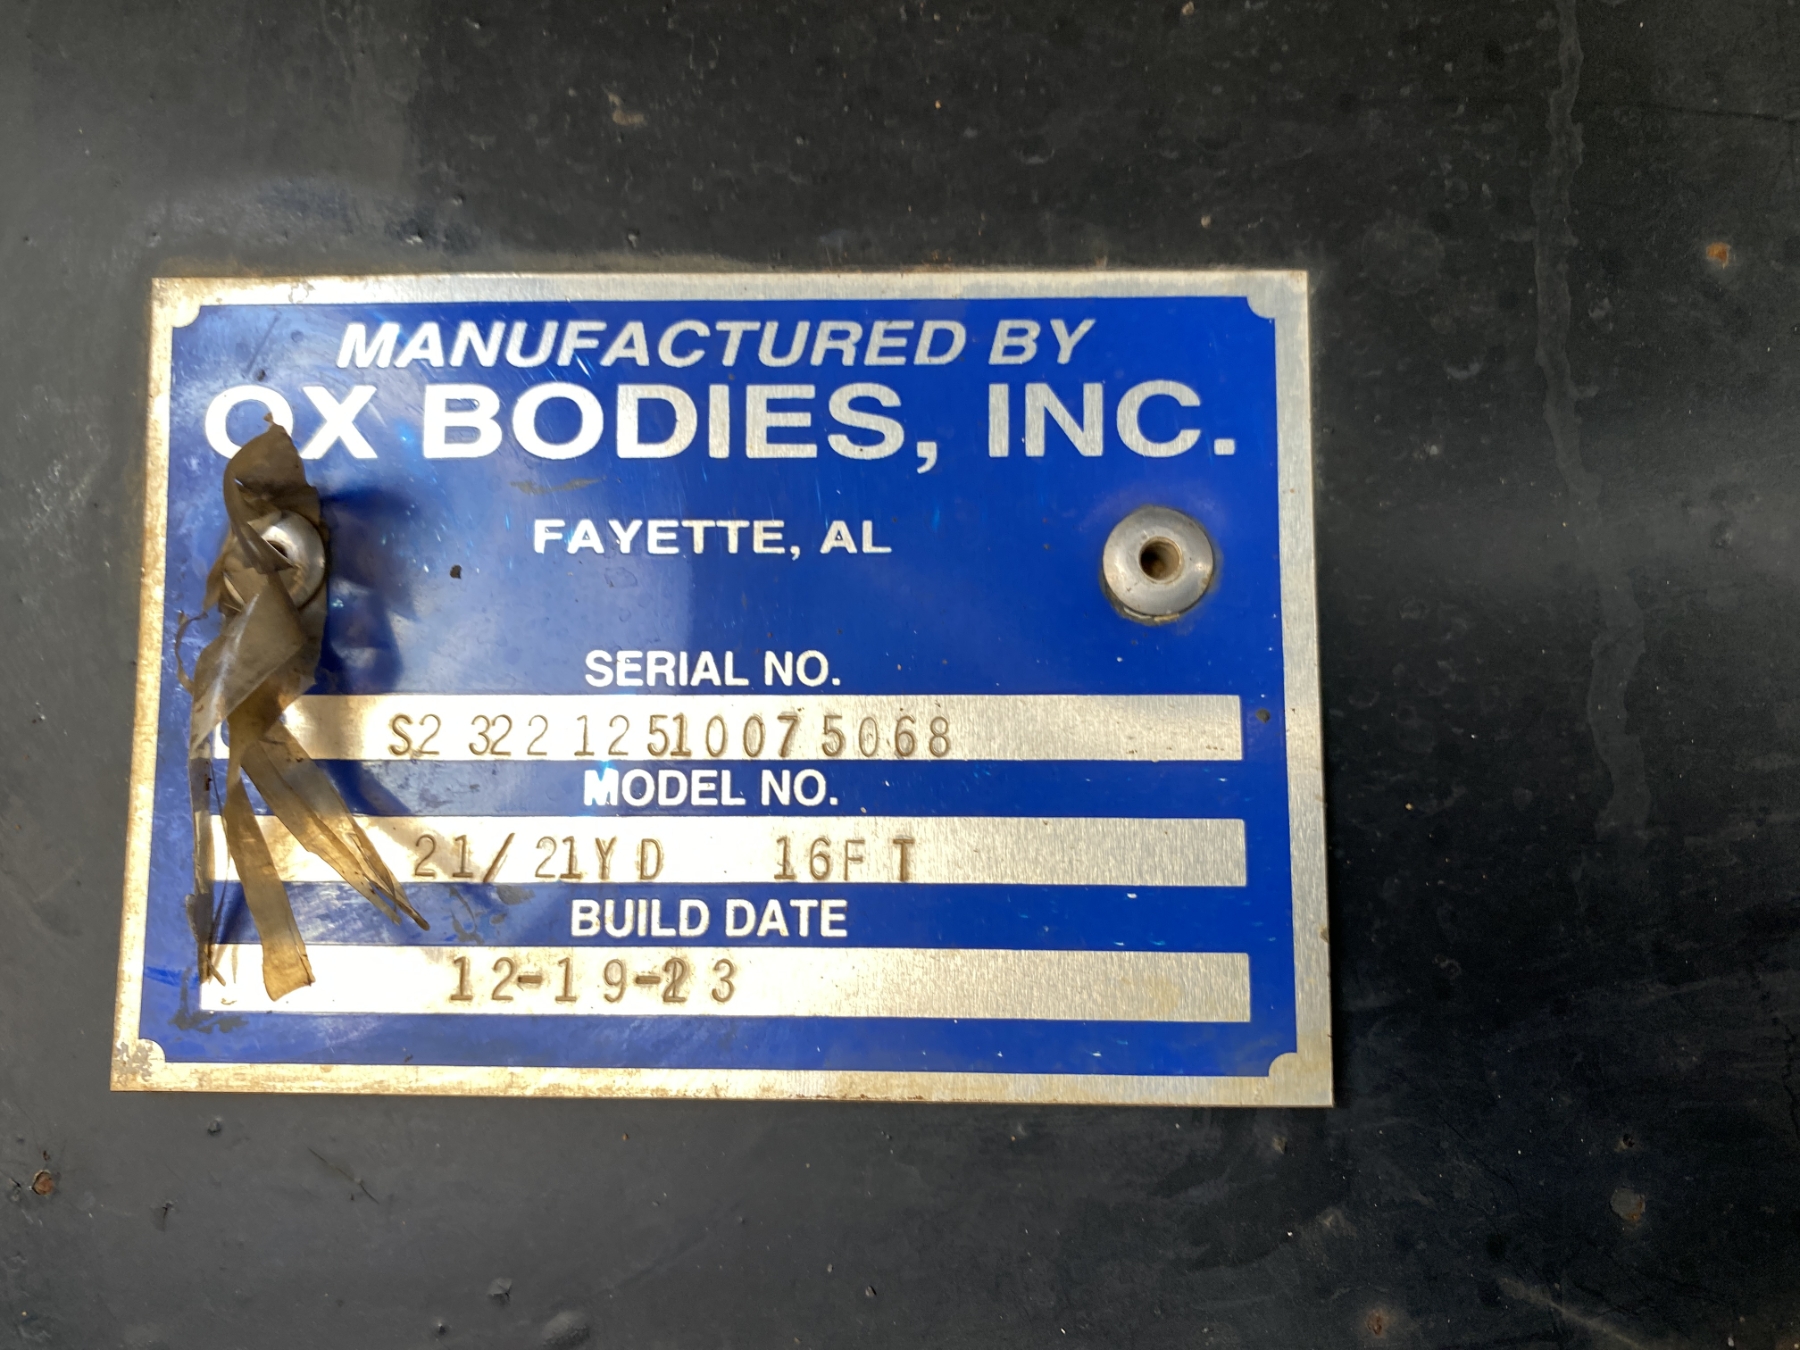 MANUFACTURED BY
OX BODIES, INC.
FAYETTE, AL
SERIAL NO.
S2 322 12510075068
MODEL NO.
21/21YD 16FT
BUILD DATE
12-19-23